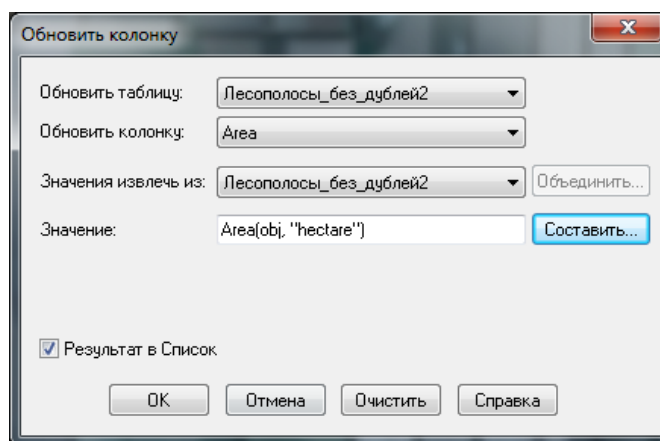 Обновить колонку
Обновить таблицу: Лесополосы_без_дублей2
Обновить колонку: Area
Значения извлечь из: Лесополосы_без_дублей2 Объединить...
Значение: Area(obj, "hectare") Составить...
Результат в Список
OK Отмена Очистить Справка